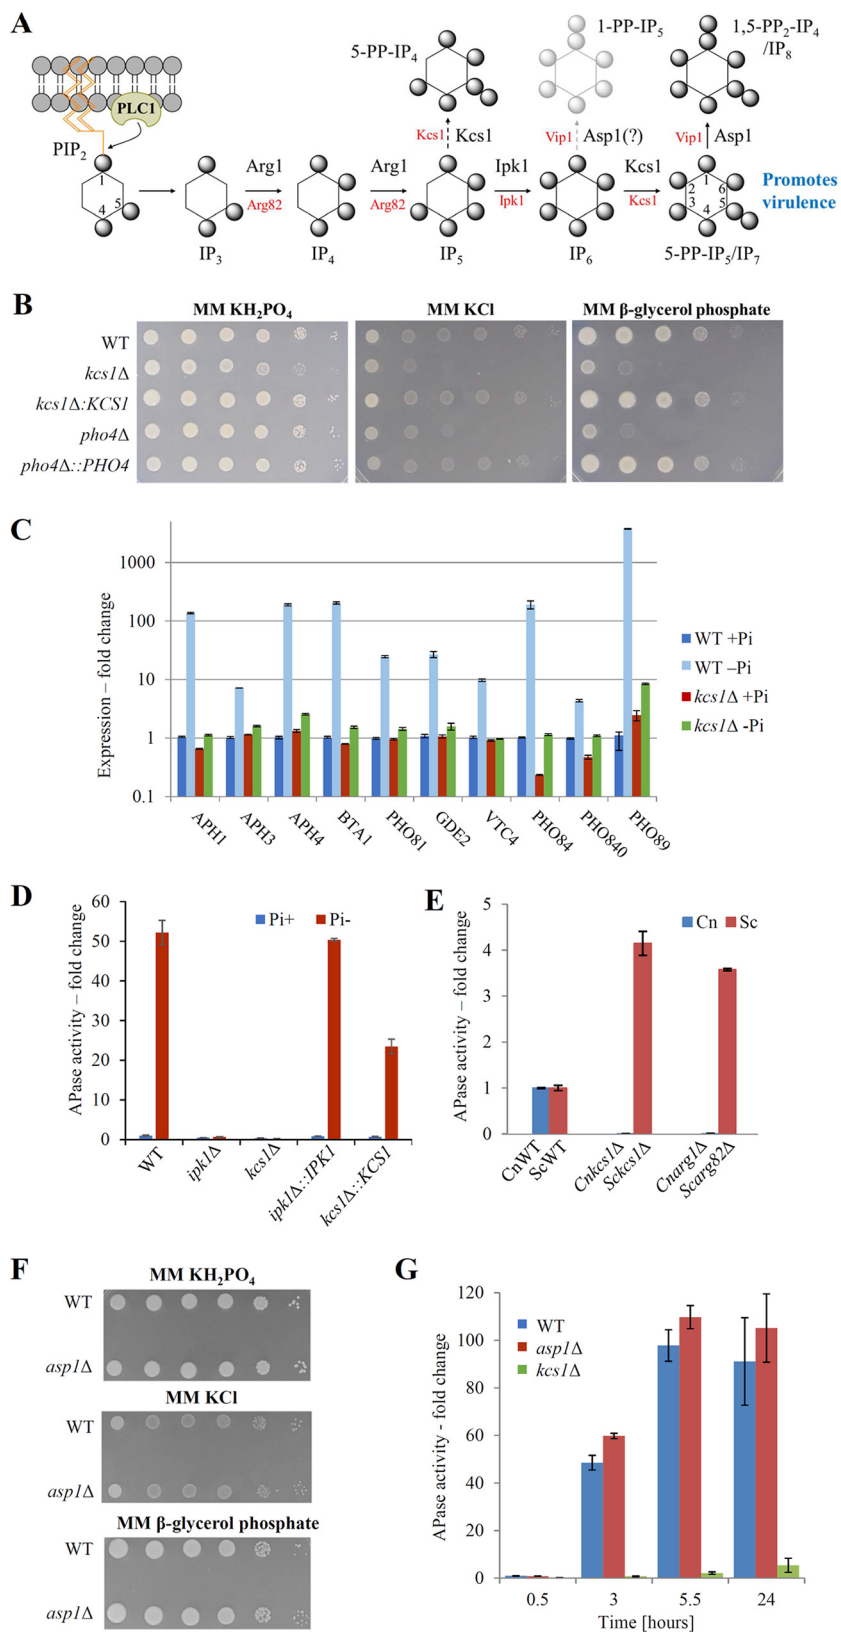 A
5-PP-IP4
1-PP-IP5
1,5-PP2-IP4
/IP8
PLC1
PIP2
Kcs1 Kcs1
Vip1 Asp1(?)
Vip1 Asp1
Arg1
Arg1
Ipk1
Kcs1
Arg82
Arg82
Ipk1
Kcs1
1
4 5
1
2 6
3 5
4
Promotes
virulence
IP3
IP4
IP5
IP6
5-PP-IP5/IP7
B
MM KH2PO4
MM KCl
MM β-glycerol phosphate
WT
kcs1Δ
kcs1Δ:KCS1
pho4Δ
pho4Δ::PHO4
C
Expression – fold change
1000
100
10
1
0.1
WT +Pi
WT –Pi
kcs1Δ +Pi
kcs1Δ -Pi
APH1
APH3
APH4
BTA1
PHO81
GDE2
VTC4
PHO84
PHO840
PHO89
D
APase activity – fold change
60
50
40
30
20
10
0
Pi+
Pi-
WT
ipk1Δ
kcs1Δ
ipk1Δ::IPK1
kcs1Δ::KCS1
E
APase activity – fold change
5
4
3
2
1
0
Cn
Sc
CnWT
ScWT
Cnkcs1Δ
Sckcs1Δ
Cnarg1Δ
Scarg82Δ
F
MM KH2PO4
WT
asp1Δ
MM KCl
WT
asp1Δ
MM β-glycerol phosphate
WT
asp1Δ
G
APase activity - fold change
120
100
80
60
40
20
0
WT
asp1Δ
kcs1Δ
0.5
3
5.5
24
Time [hours]